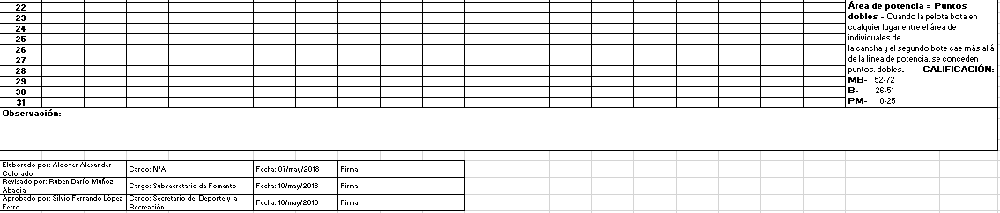 22
23
24
25
26
27
28
29
30
31
Área de potencia = Puntos
dobles - Cuando la pelota bota en
cualquier lugar entre el área de
individuales de
la cancha y el segundo bote cae más allá
de la línea de potencia, se conceden
puntos. dobles. CALIFICACIÓN:
MB- 52-72
B- 26-51
PM- 0-25
Observación:
Elaborado por: Aldover Alexander
Colorado
Cargo: N/A
Fecha: 07/may/2018
Firma:
Revisado por: Ruben Darío Muñoz
Abadía
Cargo: Subsecretario de Fomento
Fecha: 10/may/2018
Firma:
Aprobado por: Silvio Fernando López
Ferro
Cargo: Secretario del Deporte y la
Recreación
Fecha: 10/may/2018
Firma: